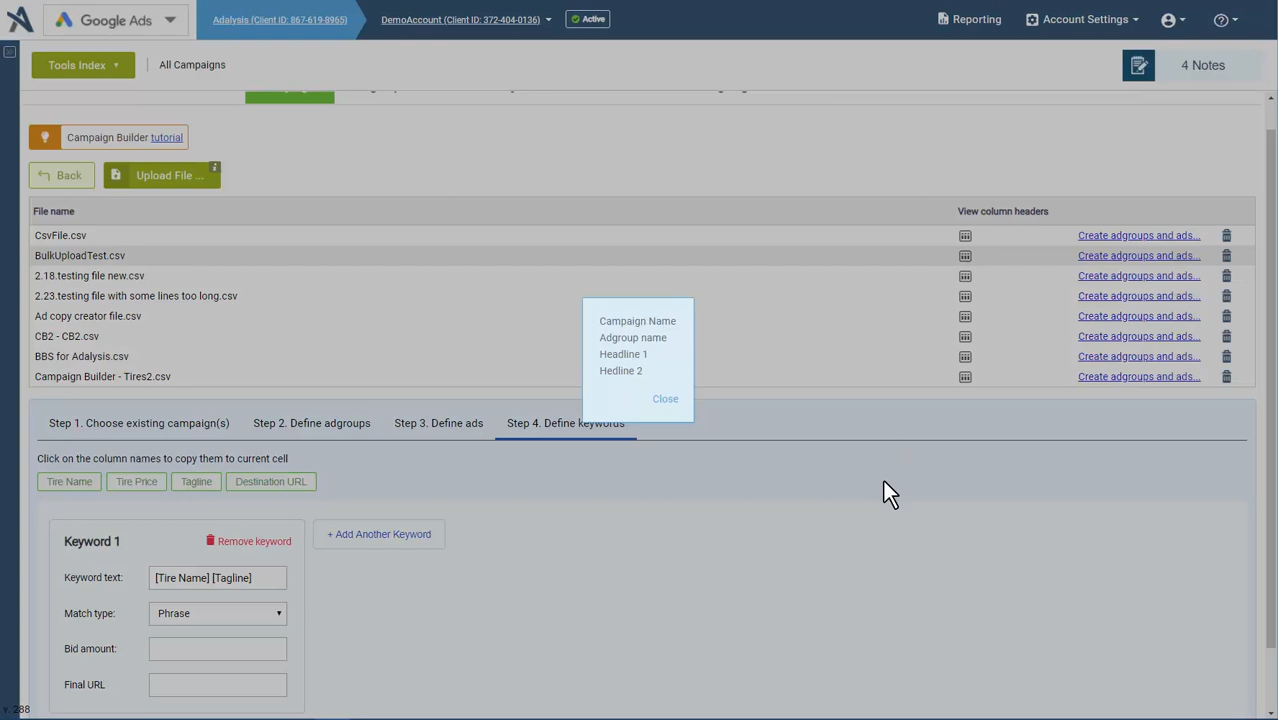 Google Ads
Adalysis (Client ID: 867-619-8965)
DemoAccount (Client ID: 372-404-0136)
Active
Reporting
Account Settings
Tools Index
All Campaigns
4 Notes
Campaign Builder tutorial
Back
Upload File ...
File name
View column headers
CsvFile.csv
Create adgroups and ads...
BulkUploadTest.csv
Create adgroups and ads...
2.18.testing file new.csv
Create adgroups and ads...
2.23.testing file with some lines too long.csv
Create adgroups and ads...
Ad copy creator file.csv
Create adgroups and ads...
CB2 - CB2.csv
Create adgroups and ads...
BBS for Adalysis.csv
Create adgroups and ads...
Campaign Builder - Tires2.csv
Create adgroups and ads...
Campaign Name
Adgroup name
Headline 1
Hedline 2
Close
Step 1. Choose existing campaign(s)
Step 2. Define adgroups
Step 3. Define ads
Step 4. Define keywords
Click on the column names to copy them to current cell
Tire Name
Tire Price
Tagline
Destination URL
Keyword 1
Remove keyword
+ Add Another Keyword
Keyword text:
[Tire Name] [Tagline]
Match type:
Phrase
Bid amount:
Final URL
v. 288